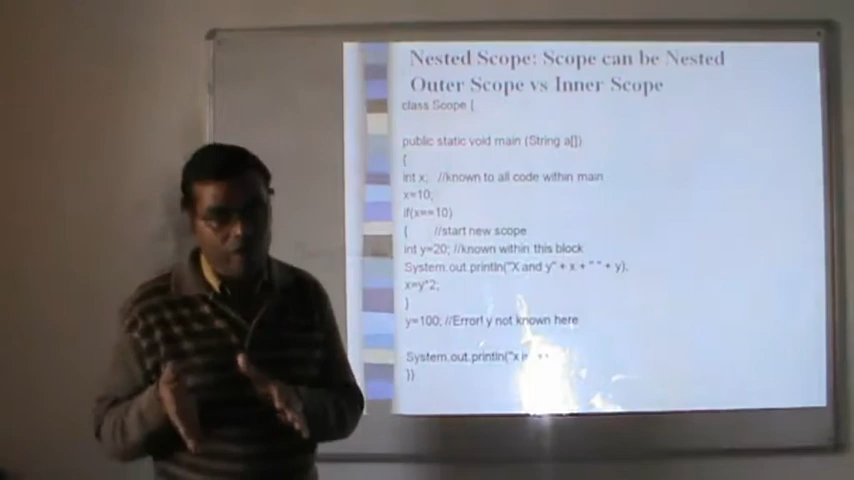 Nested Scope: Scope can be Nested
Outer Scope vs Inner Scope
class Scope {
public static void main (String a[])
{
int x; //known to all code within main
x=10;
if(x==10)
{ //start new scope
int y=20; //known within this block
System.out.println("X and y" + x + " " + y);
x=y*2;
}
y=100; //Error! y not known here
System.out.println("x
}}